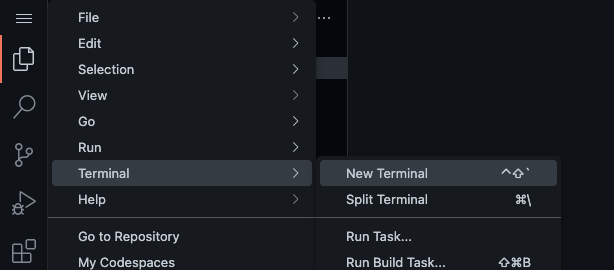 File
Edit
Selection
View
Go
Run
Terminal
New Terminal ^⇧`
Help
Split Terminal ⌘\
Go to Repository
Run Task...
My Codespaces
Run Build Task... ⇧⌘B